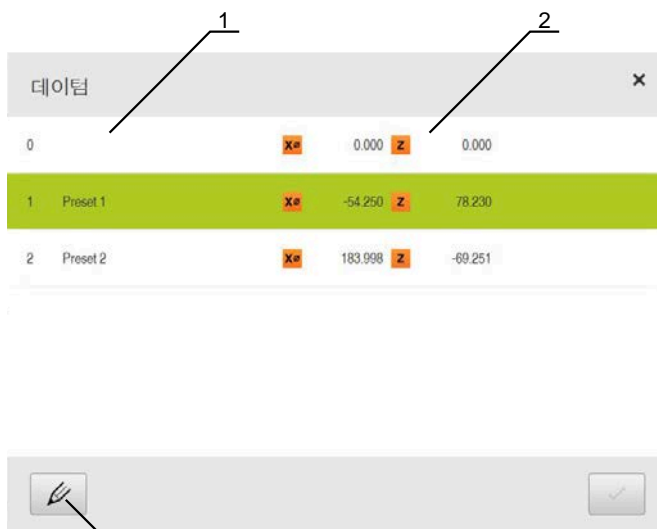 1 2
데이텀 ×
0 X⌀ 0.000 Z 0.000
1 Preset 1 X⌀ -54.250 Z 78.230
2 Preset 2 X⌀ 183.998 Z -69.251